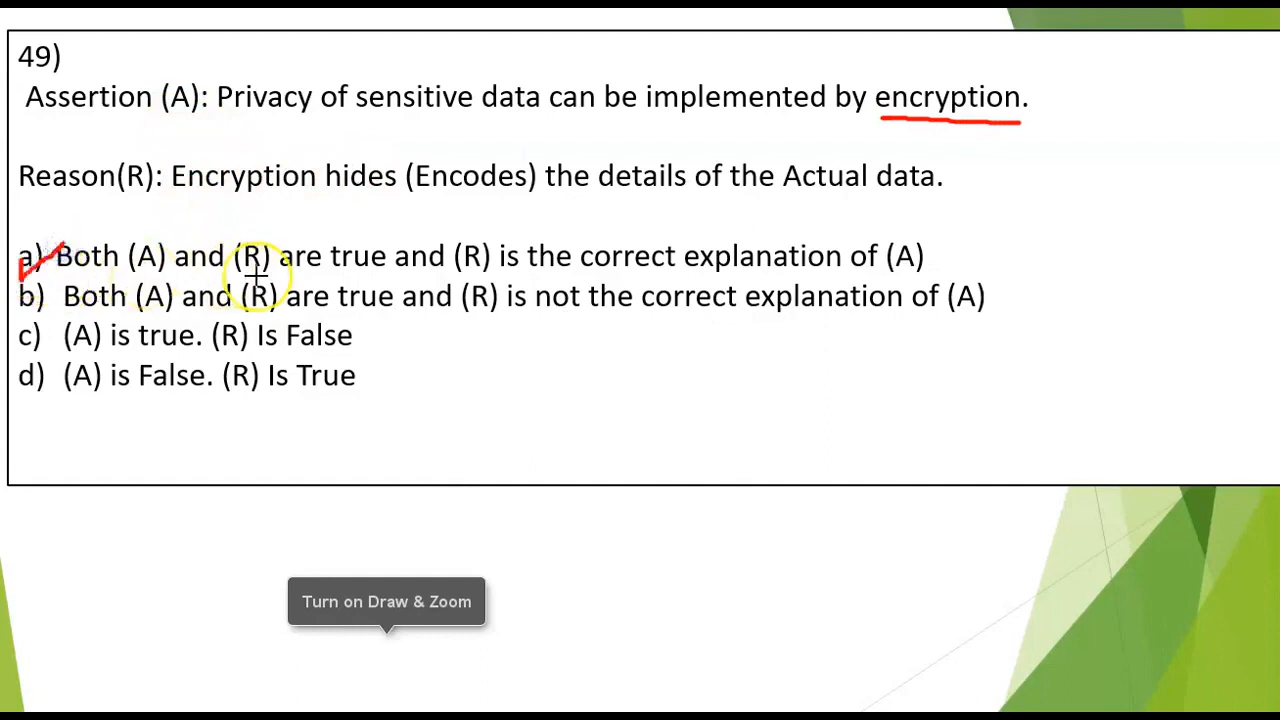 49)
Assertion (A): Privacy of sensitive data can be implemented by encryption.
Reason(R): Encryption hides (Encodes) the details of the Actual data.
a) Both (A) and (R) are true and (R) is the correct explanation of (A)
b) Both (A) and (R) are true and (R) is not the correct explanation of (A)
c) (A) is true. (R) Is False
d) (A) is False. (R) Is True
Turn on Draw & Zoom